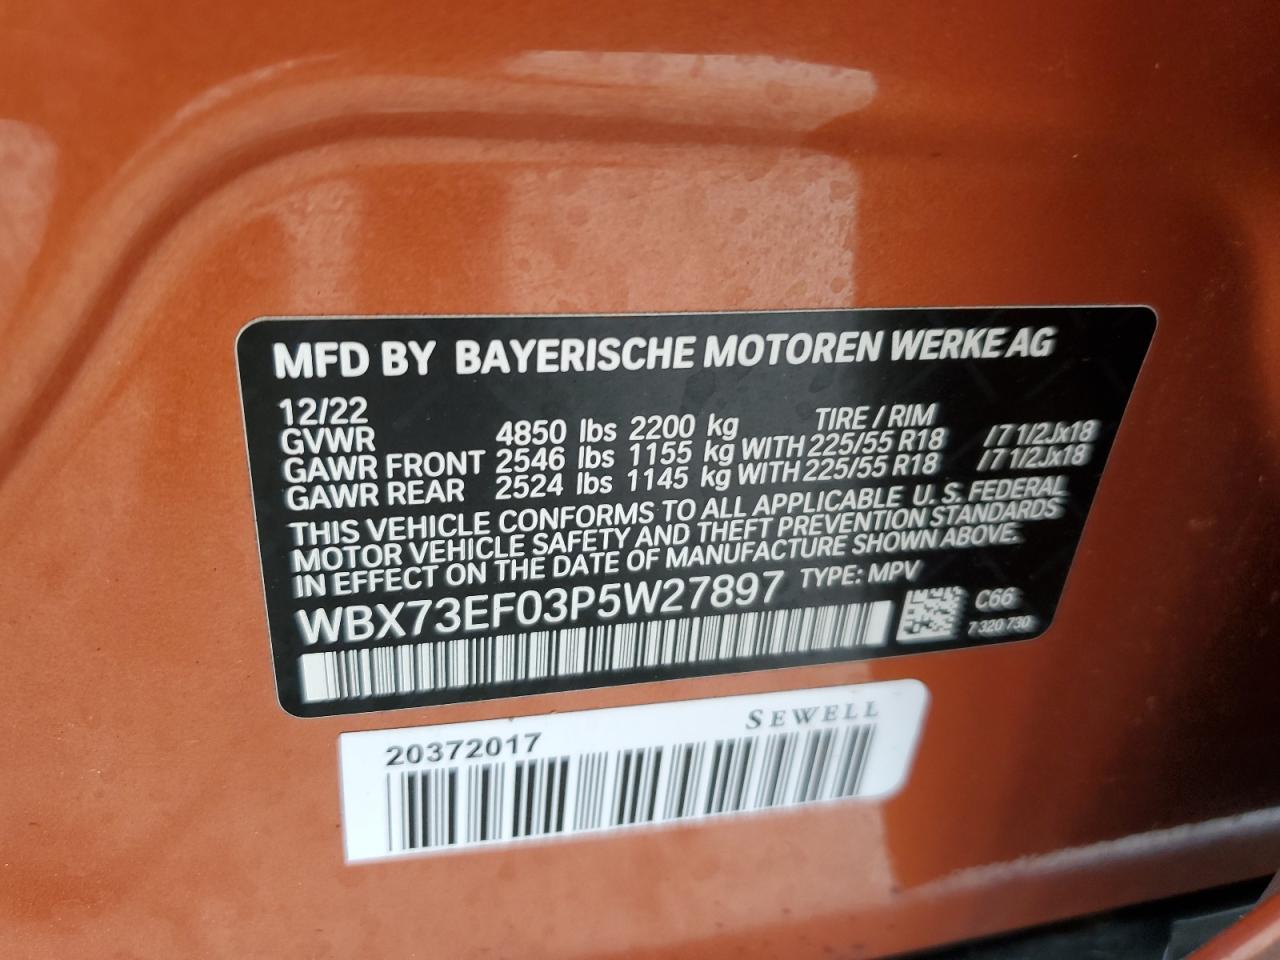 MFD BY BAYERISCHE MOTOREN WERKE AG
12/22 TIRE / RIM
GVWR 4850 lbs 2200 kg
GAWR FRONT 2546 lbs 1155 kg WITH 225/55 R18 /7 1/2Jx18
GAWR REAR 2524 lbs 1145 kg WITH 225/55 R18 /7 1/2Jx18
THIS VEHICLE CONFORMS TO ALL APPLICABLE U. S. FEDERAL
MOTOR VEHICLE SAFETY AND THEFT PREVENTION STANDARDS
IN EFFECT ON THE DATE OF MANUFACTURE SHOWN ABOVE.
WBX73EF03P5W27897 TYPE: MPV
C66
7 320 730
SEWELL
20372017